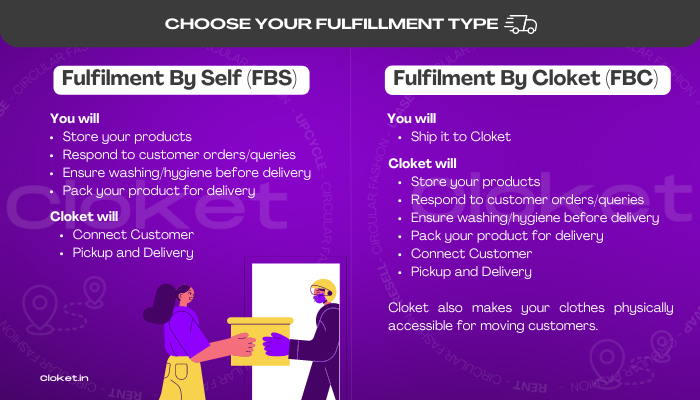 CHOOSE YOUR FULFILLMENT TYPE
Fulfilment By Self (FBS)
You will
• Store your products
• Respond to customer orders/queries
• Ensure washing/hygiene before delivery
• Pack your product for delivery
Cloket will
• Connect Customer
• Pickup and Delivery
Cloket.in
Fulfilment By Cloket (FBC)
You will
• Ship it to Cloket
Cloket will
• Store your products
• Respond to customer orders/queries
• Ensure washing/hygiene before delivery
• Pack your product for delivery
• Connect Customer
• Pickup and Delivery
Cloket also makes your clothes physically
accessible for moving customers.
Cloket